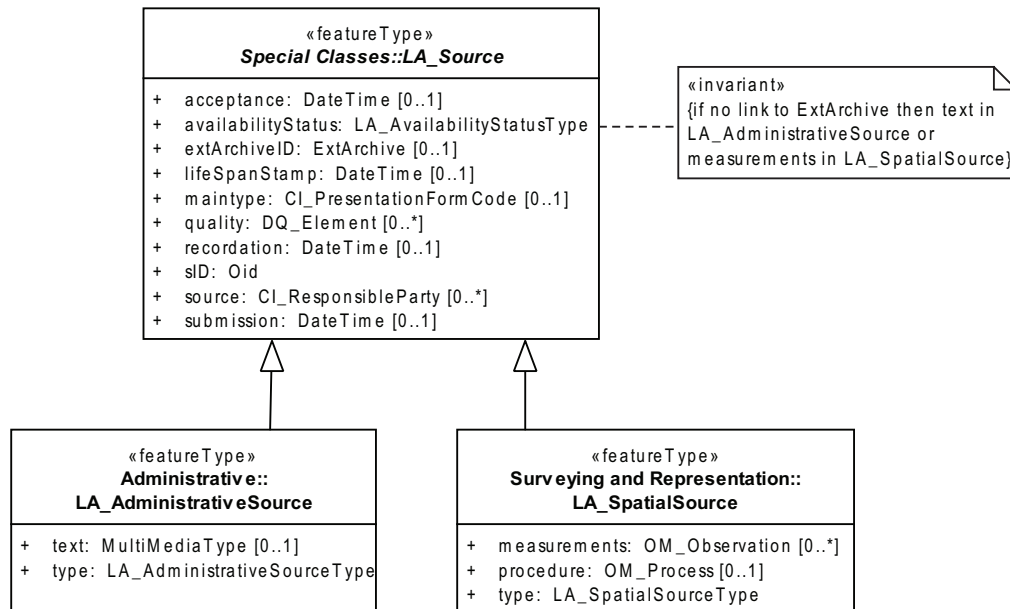 «featureType»
Special Classes::LA_Source
+ acceptance: DateTime [0..1]
+ availabilityStatus: LA_AvailabilityStatusType
+ extArchiveID: ExtArchive [0..1]
+ lifeSpanStamp: DateTime [0..1]
+ maintype: CI_PresentationFormCode [0..1]
+ quality: DQ_Element [0..*]
+ recordation: DateTime [0..1]
+ sID: Oid
+ source: CI_ResponsibleParty [0..*]
+ submission: DateTime [0..1]
«invariant»
{if no link to ExtArchive then text in
LA_AdministrativeSource or
measurements in LA_SpatialSource}
«featureType»
Administrative::
LA_AdministrativeSource
+ text: MultiMediaType [0..1]
+ type: LA_AdministrativeSourceType
«featureType»
Surveying and Representation::
LA_SpatialSource
+ measurements: OM_Observation [0..*]
+ procedure: OM_Process [0..1]
+ type: LA_SpatialSourceType